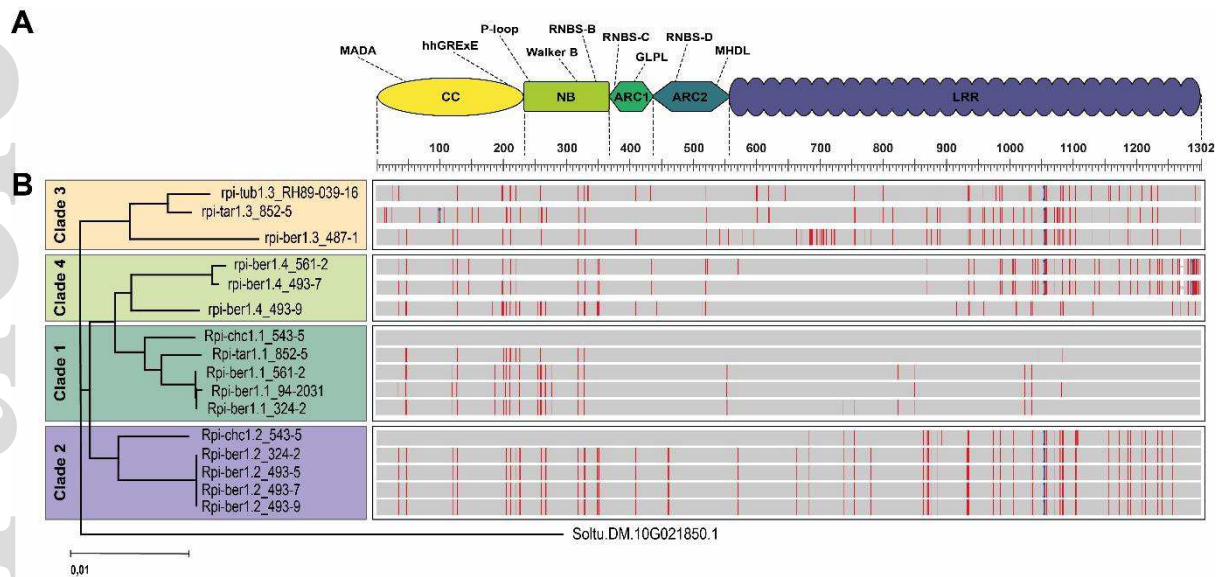 A
P-loop
RNBS-B
RNBS-C
RNBS-D
hhGRExE
Walker B
GLPL
MHDL
MADA
CC
NB
ARC1
ARC2
LRR
100 200 300 400 500 600 700 800 900 1000 1100 1200 1302
B
Clade 3
rpi-tub1.3_RH89-039-16
rpi-tar1.3_852-5
rpi-ber1.3_487-1
Clade 4
rpi-ber1.4_561-2
rpi-ber1.4_493-7
rpi-ber1.4_493-9
Clade 1
Rpi-chc1.1_543-5
Rpi-tar1.1_852-5
Rpi-ber1.1_561-2
Rpi-ber1.1_94-2031
Rpi-ber1.1_324-2
Clade 2
Rpi-chc1.2_543-5
Rpi-ber1.2_324-2
Rpi-ber1.2_493-5
Rpi-ber1.2_493-7
Rpi-ber1.2_493-9
Soltu.DM.10G021850.1
0,01